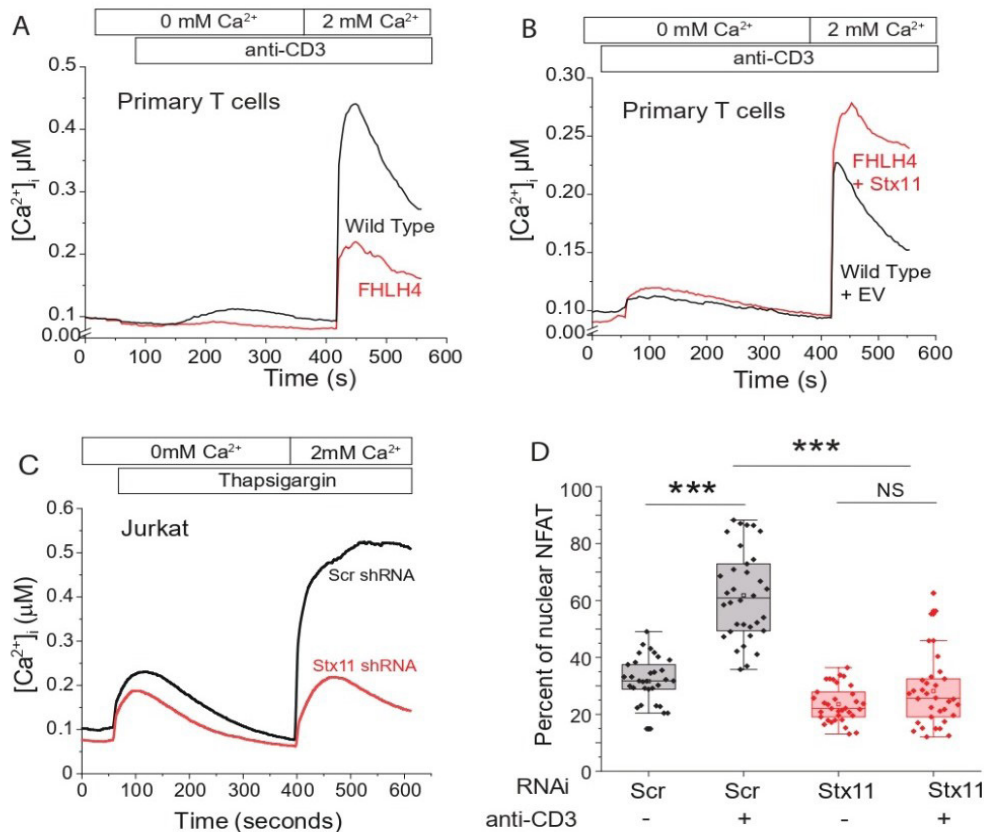 A
0 mM Ca²⁺
2 mM Ca²⁺
anti-CD3
0.5
0.4
0.3
0.2
0.1
0.00
Primary T cells
Wild Type
FHLH4
[Ca²⁺]ᵢ µM
0 100 200 300 400 500 600
Time (s)
B
0 mM Ca²⁺
2 mM Ca²⁺
anti-CD3
0.30
0.25
0.20
0.15
0.10
0.00
Primary T cells
FHLH4
+ Stx11
Wild Type
+ EV
[Ca²⁺]ᵢ µM
0 100 200 300 400 500 600
Time (s)
C
0mM Ca²⁺
2mM Ca²⁺
Thapsigargin
0.6
0.5
0.4
0.3
0.2
0.1
0
Jurkat
Scr shRNA
Stx11 shRNA
[Ca²⁺]ᵢ (µM)
0 100 200 300 400 500 600
Time (seconds)
D
***
***
NS
100
90
80
60
40
20
0
Percent of nuclear NFAT
RNAi Scr Scr Stx11 Stx11
anti-CD3 - + - +